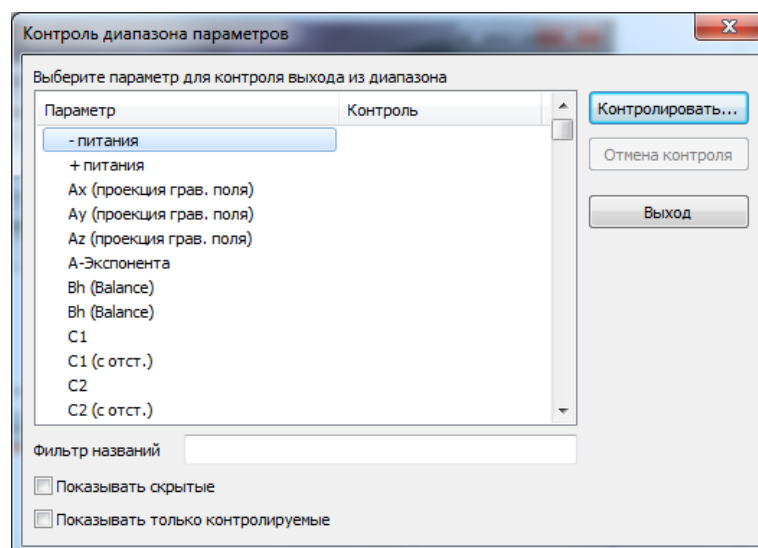 Контроль диапазона параметров
Выберите параметр для контроля выхода из диапазона
Параметр Контроль
- питания
+ питания
Ax (проекция грав. поля)
Ay (проекция грав. поля)
Az (проекция грав. поля)
A-Экспонента
Bh (Balance)
Bh (Balance)
C1
C1 (с отст.)
C2
C2 (с отст.)
Контролировать...
Отмена контроля
Выход
Фильтр названий
Показывать скрытые
Показывать только контролируемые